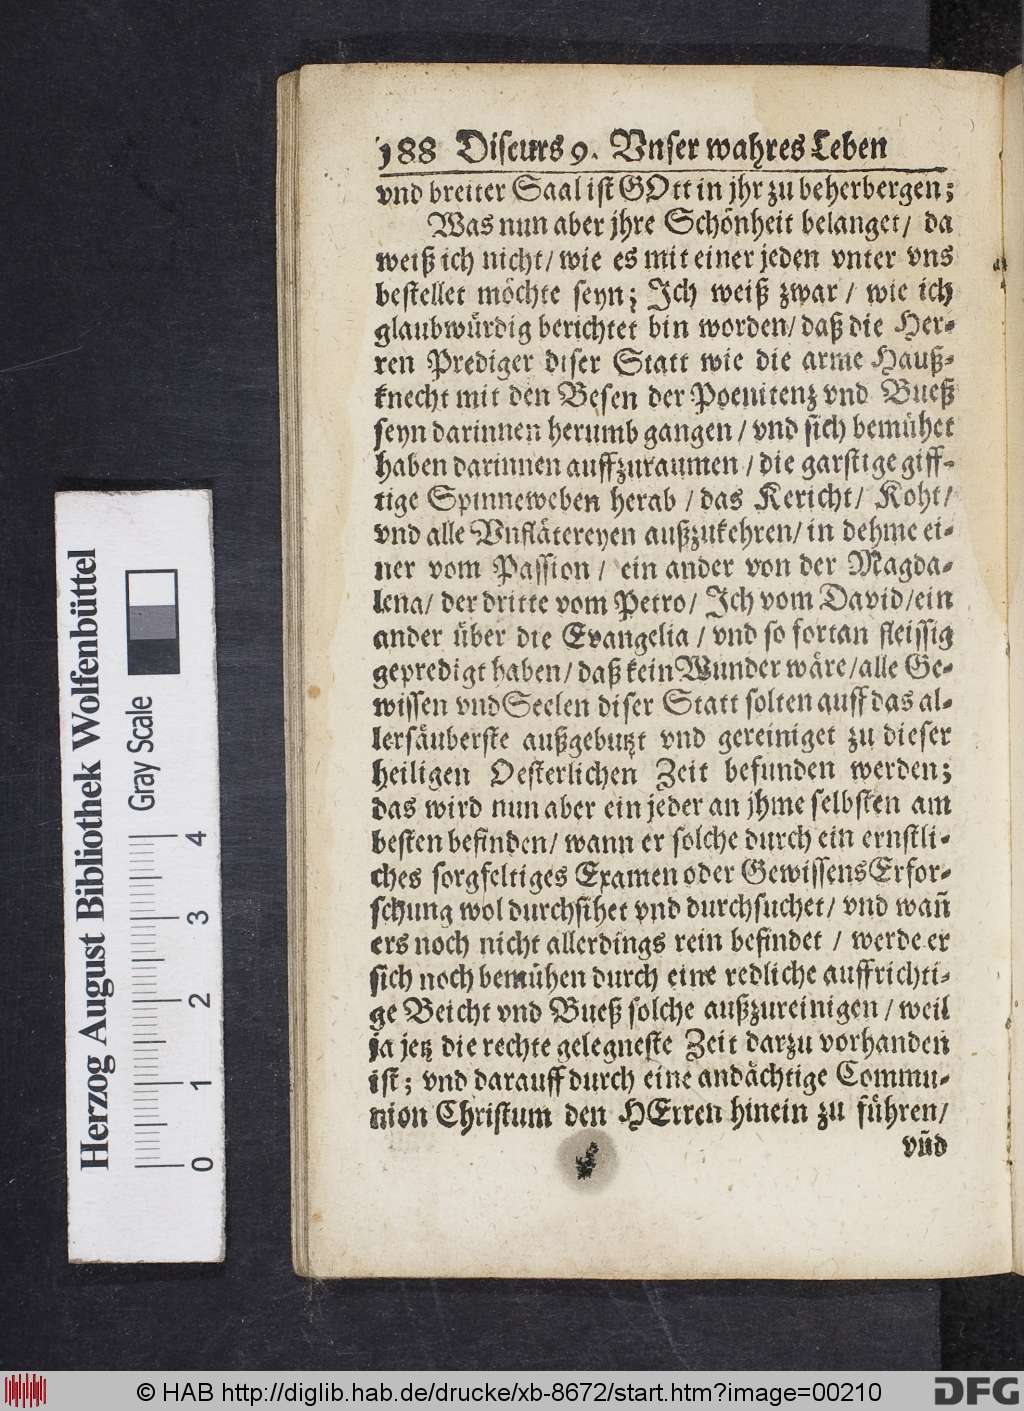 188 Discurs 9. Vnser wahres Leben
vnd breiter Saal ist GOtt in jhr zu beherbergen;
Was nun aber jhre Schönheit belanget/ da
weiß ich nicht/ wie es mit einer jeden vnter vns
bestellet möchte seyn; Ich weiß zwar / wie ich
glaubwürdig berichtet bin worden/ daß die Her-
ren Prediger diser Statt wie die arme Hauß-
knecht mit den Besen der Poenitenz vnd Bueß
seyn darinnen herumb gangen / vnd sich bemühet
haben darinnen auffzuraumen / die garstige giff-
tige Spinneweben herab / das Kericht/ Koht/
vnd alle Vnflätereyen außzukehren/ in dehme ei-
ner vom Passion / ein ander von der Magda-
lena/ der dritte vom Petro/ Ich vom David/ein
ander über die Evangelia / vnd so fortan fleissig
gepredigt haben/ daß kein Wunder wäre/alle Ge-
wissen vnd Seelen diser Statt solten auff das al-
lersäuberste außgebutzt vnd gereiniget zu dieser
heiligen Oesterlichen Zeit befunden werden;
das wird nun aber ein jeder an jhme selbsten am
besten befinden/ wann er solche durch ein ernstli-
ches sorgfeltiges Examen oder GewissensErfor-
schung wol durchsihet vnd durchsuchet/ vnd wañ
ers noch nicht allerdings rein befindet / werde er
sich noch bemühen durch eine redliche auffrichti-
ge Beicht vnd Bueß solche außzureinigen / weil
ja jetz die rechte gelegneste Zeit darzu vorhanden
ist; vnd darauff durch eine andächtige Commu-
nion Christum den HErren hinein zu führen/
vñd
Herzog August Bibliothek Wolfenbüttel
Gray Scale
0 1 2 3 4
© HAB http://diglib.hab.de/drucke/xb-8672/start.htm?image=00210
DFG